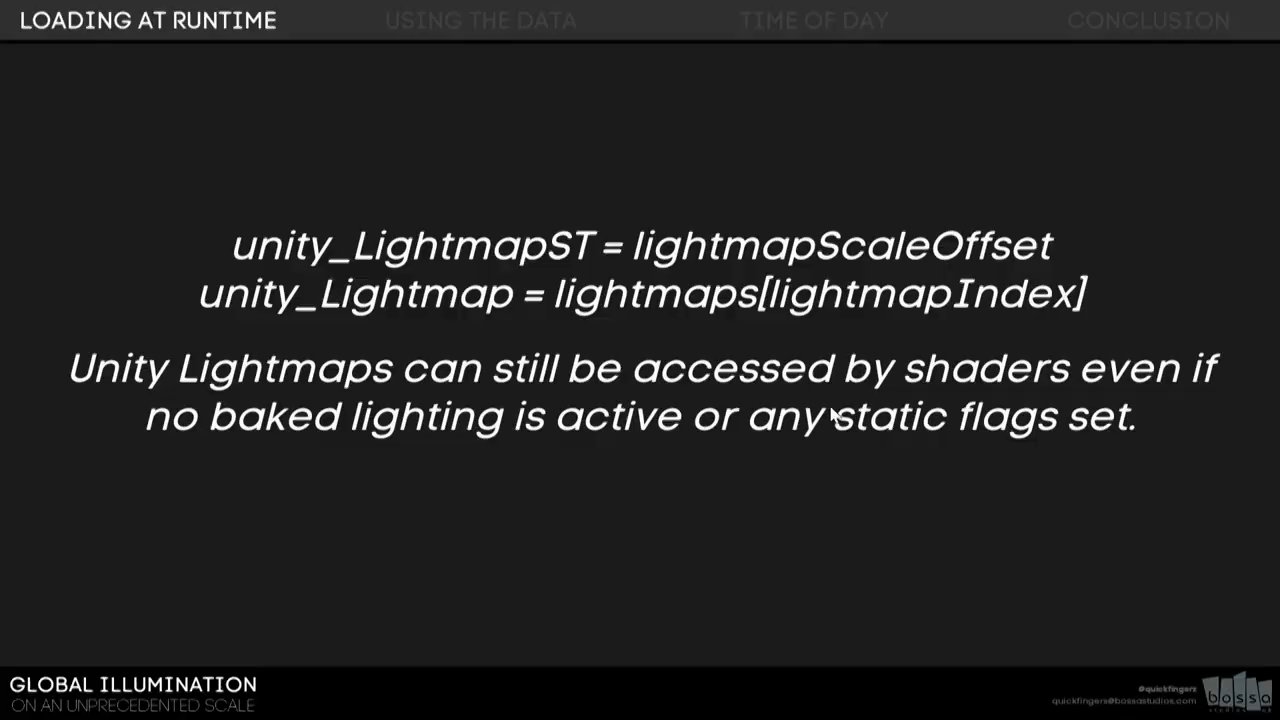 LOADING AT RUNTIME
USING THE DATA
TIME OF DAY
CONCLUSION
unity_LightmapST = lightmapScaleOffset
unity_Lightmap = lightmaps[lightmapIndex]
Unity Lightmaps can still be accessed by shaders even if
no baked lighting is active or any static flags set.
GLOBAL ILLUMINATION
ON AN UNPRECEDENTED SCALE
@quickfingerz
quickfingers@bossastudios.com
bossa